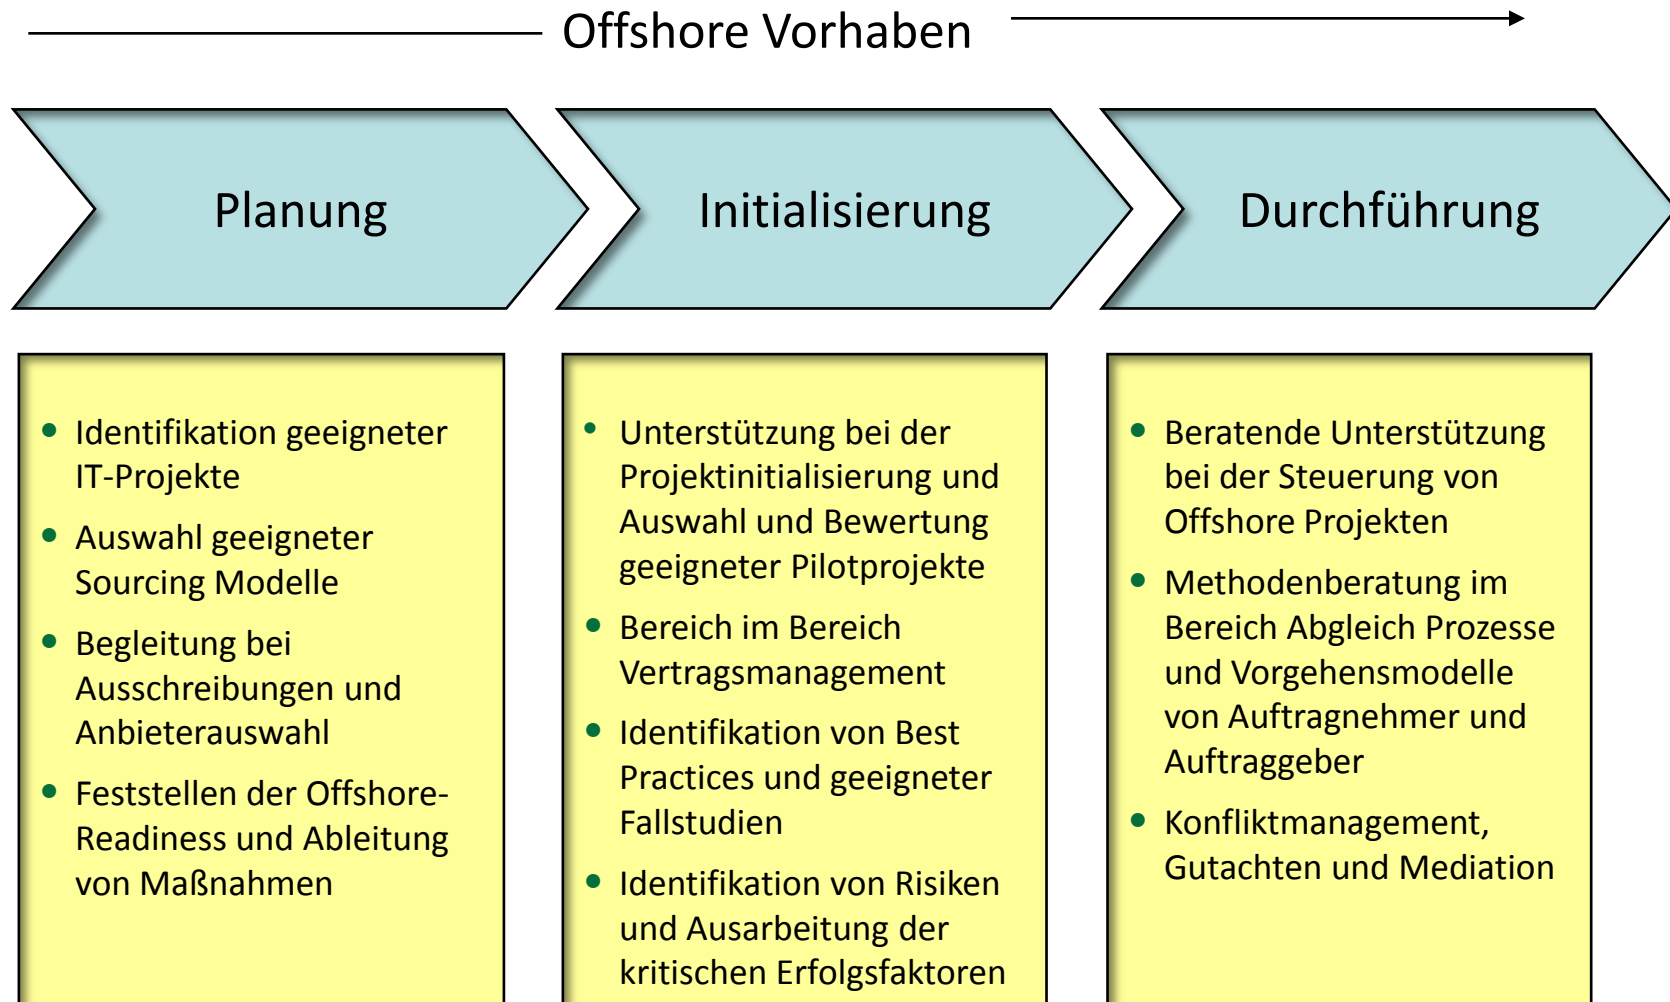 Offshore Vorhaben
Planung
Initialisierung
Durchführung
• Identifikation geeigneter
IT-Projekte
• Auswahl geeigneter
Sourcing Modelle
• Begleitung bei
Ausschreibungen und
Anbieterauswahl
• Feststellen der Offshore-
Readiness und Ableitung
von Maßnahmen
• Unterstützung bei der
Projektinitialisierung und
Auswahl und Bewertung
geeigneter Pilotprojekte
• Bereich im Bereich
Vertragsmanagement
• Identifikation von Best
Practices und geeigneter
Fallstudien
• Identifikation von Risiken
und Ausarbeitung der
kritischen Erfolgsfaktoren
• Beratende Unterstützung
bei der Steuerung von
Offshore Projekten
• Methodenberatung im
Bereich Abgleich Prozesse
und Vorgehensmodelle
von Auftragnehmer und
Auftraggeber
• Konfliktmanagement,
Gutachten und Mediation